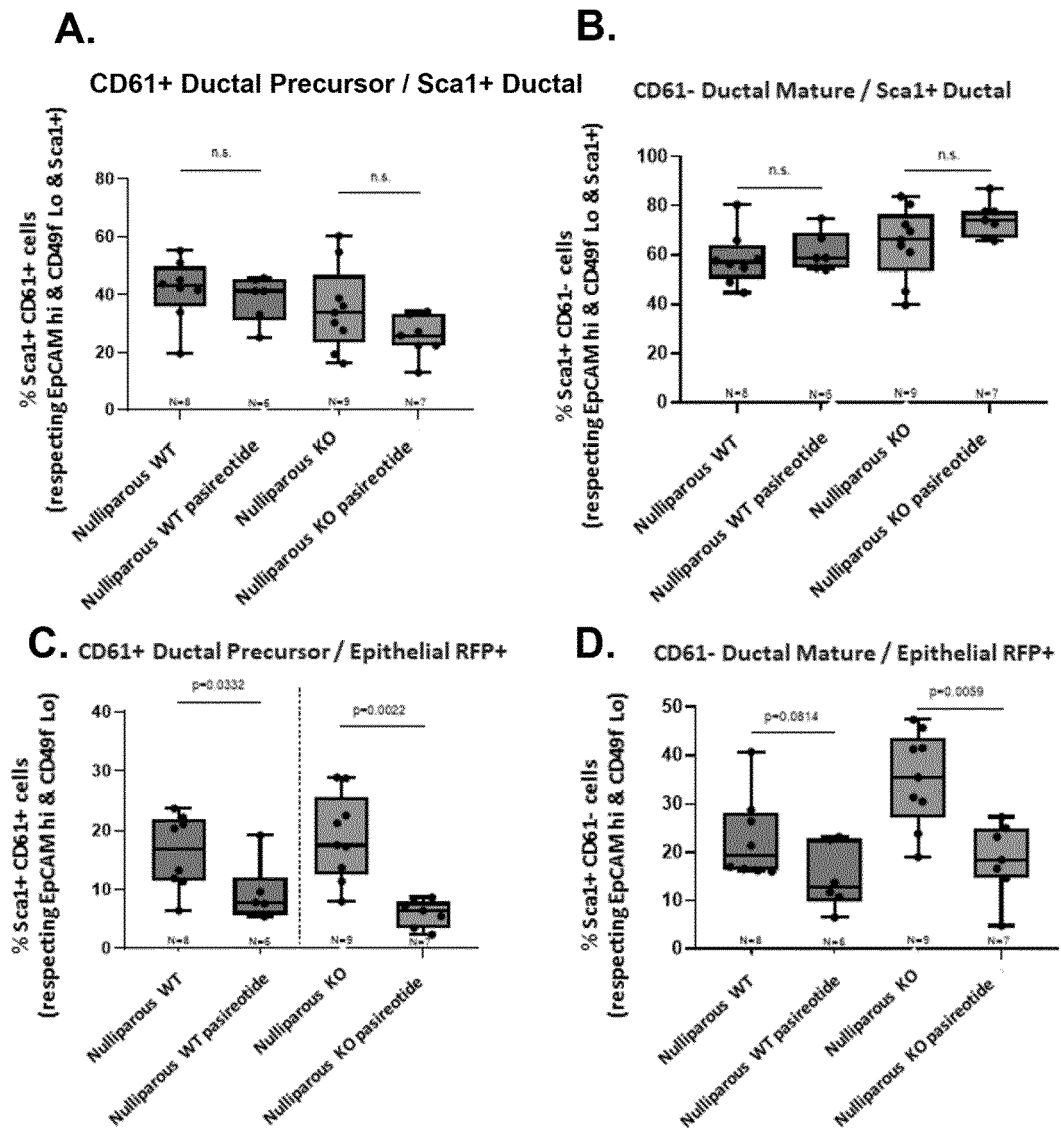 A.
CD61+ Ductal Precursor / Sca1+ Ductal
% Sca1+ CD61+ cells
(respecting EpCAM hi & CD49f Lo & Sca1+)
80
60
40
20
0
n.s.
n.s.
N=8
N=6
N=9
N=7
Nulliparous WT
Nulliparous WT pasireotide
Nulliparous KO
Nulliparous KO pasireotide
B.
CD61- Ductal Mature / Sca1+ Ductal
% Sca1+ CD61- cells
(respecting EpCAM hi & CD49f Lo & Sca1+)
100
80
60
40
20
0
n.s.
n.s.
N=8
N=6
N=9
N=7
Nulliparous WT
Nulliparous WT pasireotide
Nulliparous KO
Nulliparous KO pasireotide
C.
CD61+ Ductal Precursor / Epithelial RFP+
% Sca1+ CD61+ cells
(respecting EpCAM hi & CD49f Lo)
40
30
20
10
0
p=0.0332
p=0.0022
N=8
N=6
N=9
N=7
Nulliparous WT
Nulliparous WT pasireotide
Nulliparous KO
Nulliparous KO pasireotide
D.
CD61- Ductal Mature / Epithelial RFP+
% Sca1+ CD61- cells
(respecting EpCAM hi & CD49f Lo)
50
40
30
20
10
0
p=0.0814
p=0.0059
N=8
N=6
N=9
N=7
Nulliparous WT
Nulliparous WT pasireotide
Nulliparous KO
Nulliparous KO pasireotide